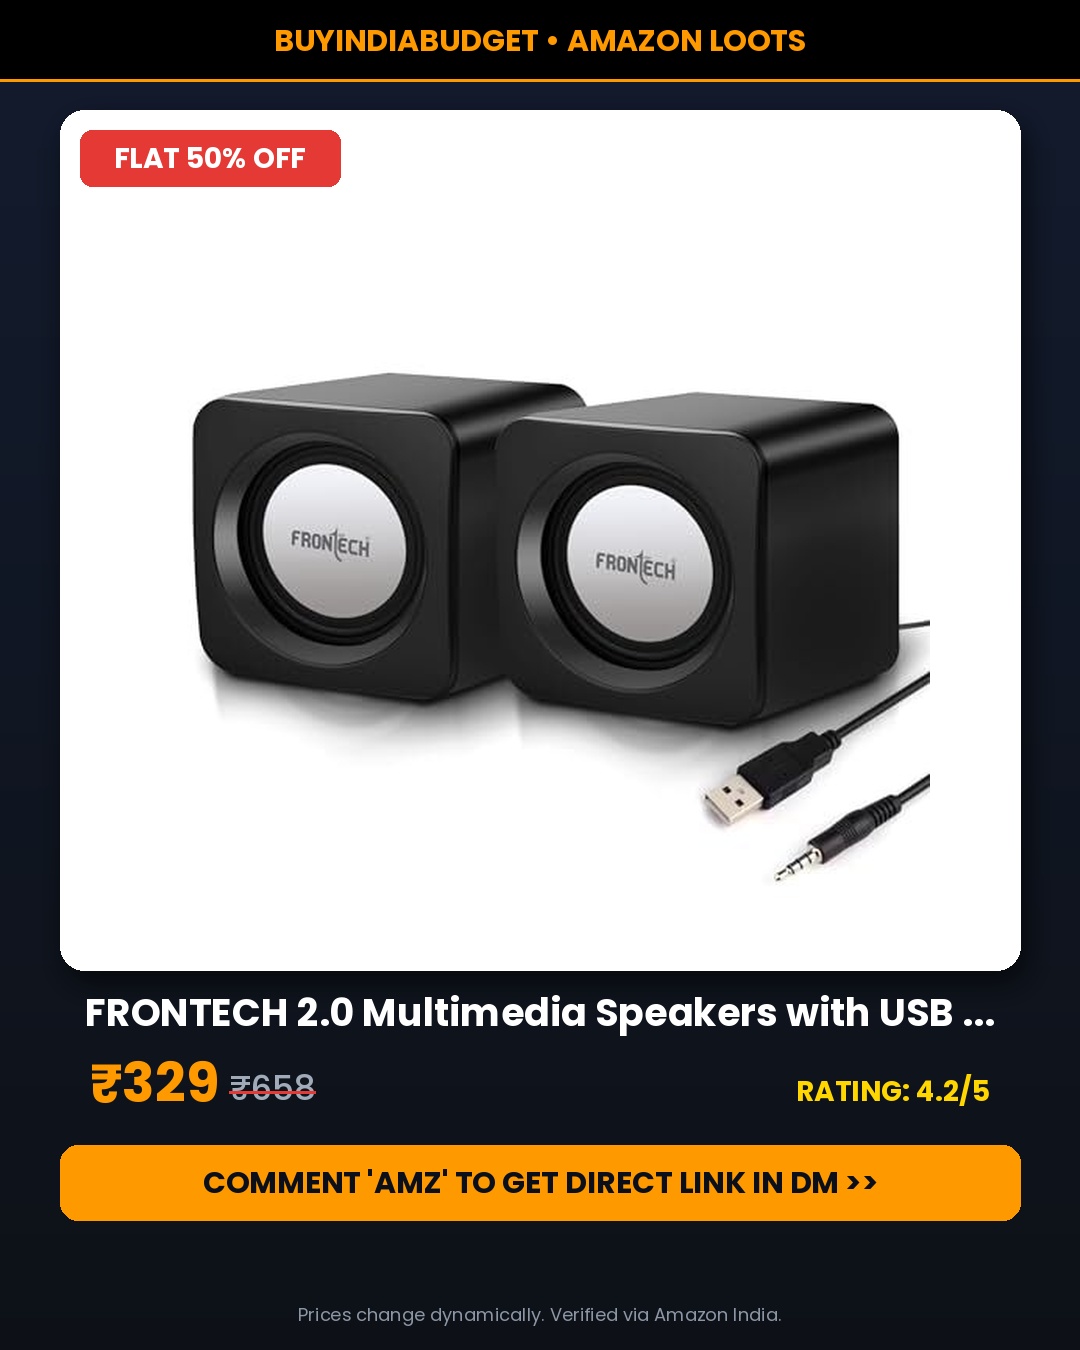 BUYINDIABUDGET • AMAZON LOOTS
FLAT 50% OFF
FRONTECH
FRONTECH
FRONTECH 2.0 Multimedia Speakers with USB ...
₹329 ₹658
RATING: 4.2/5
COMMENT 'AMZ' TO GET DIRECT LINK IN DM >>
Prices change dynamically. Verified via Amazon India.